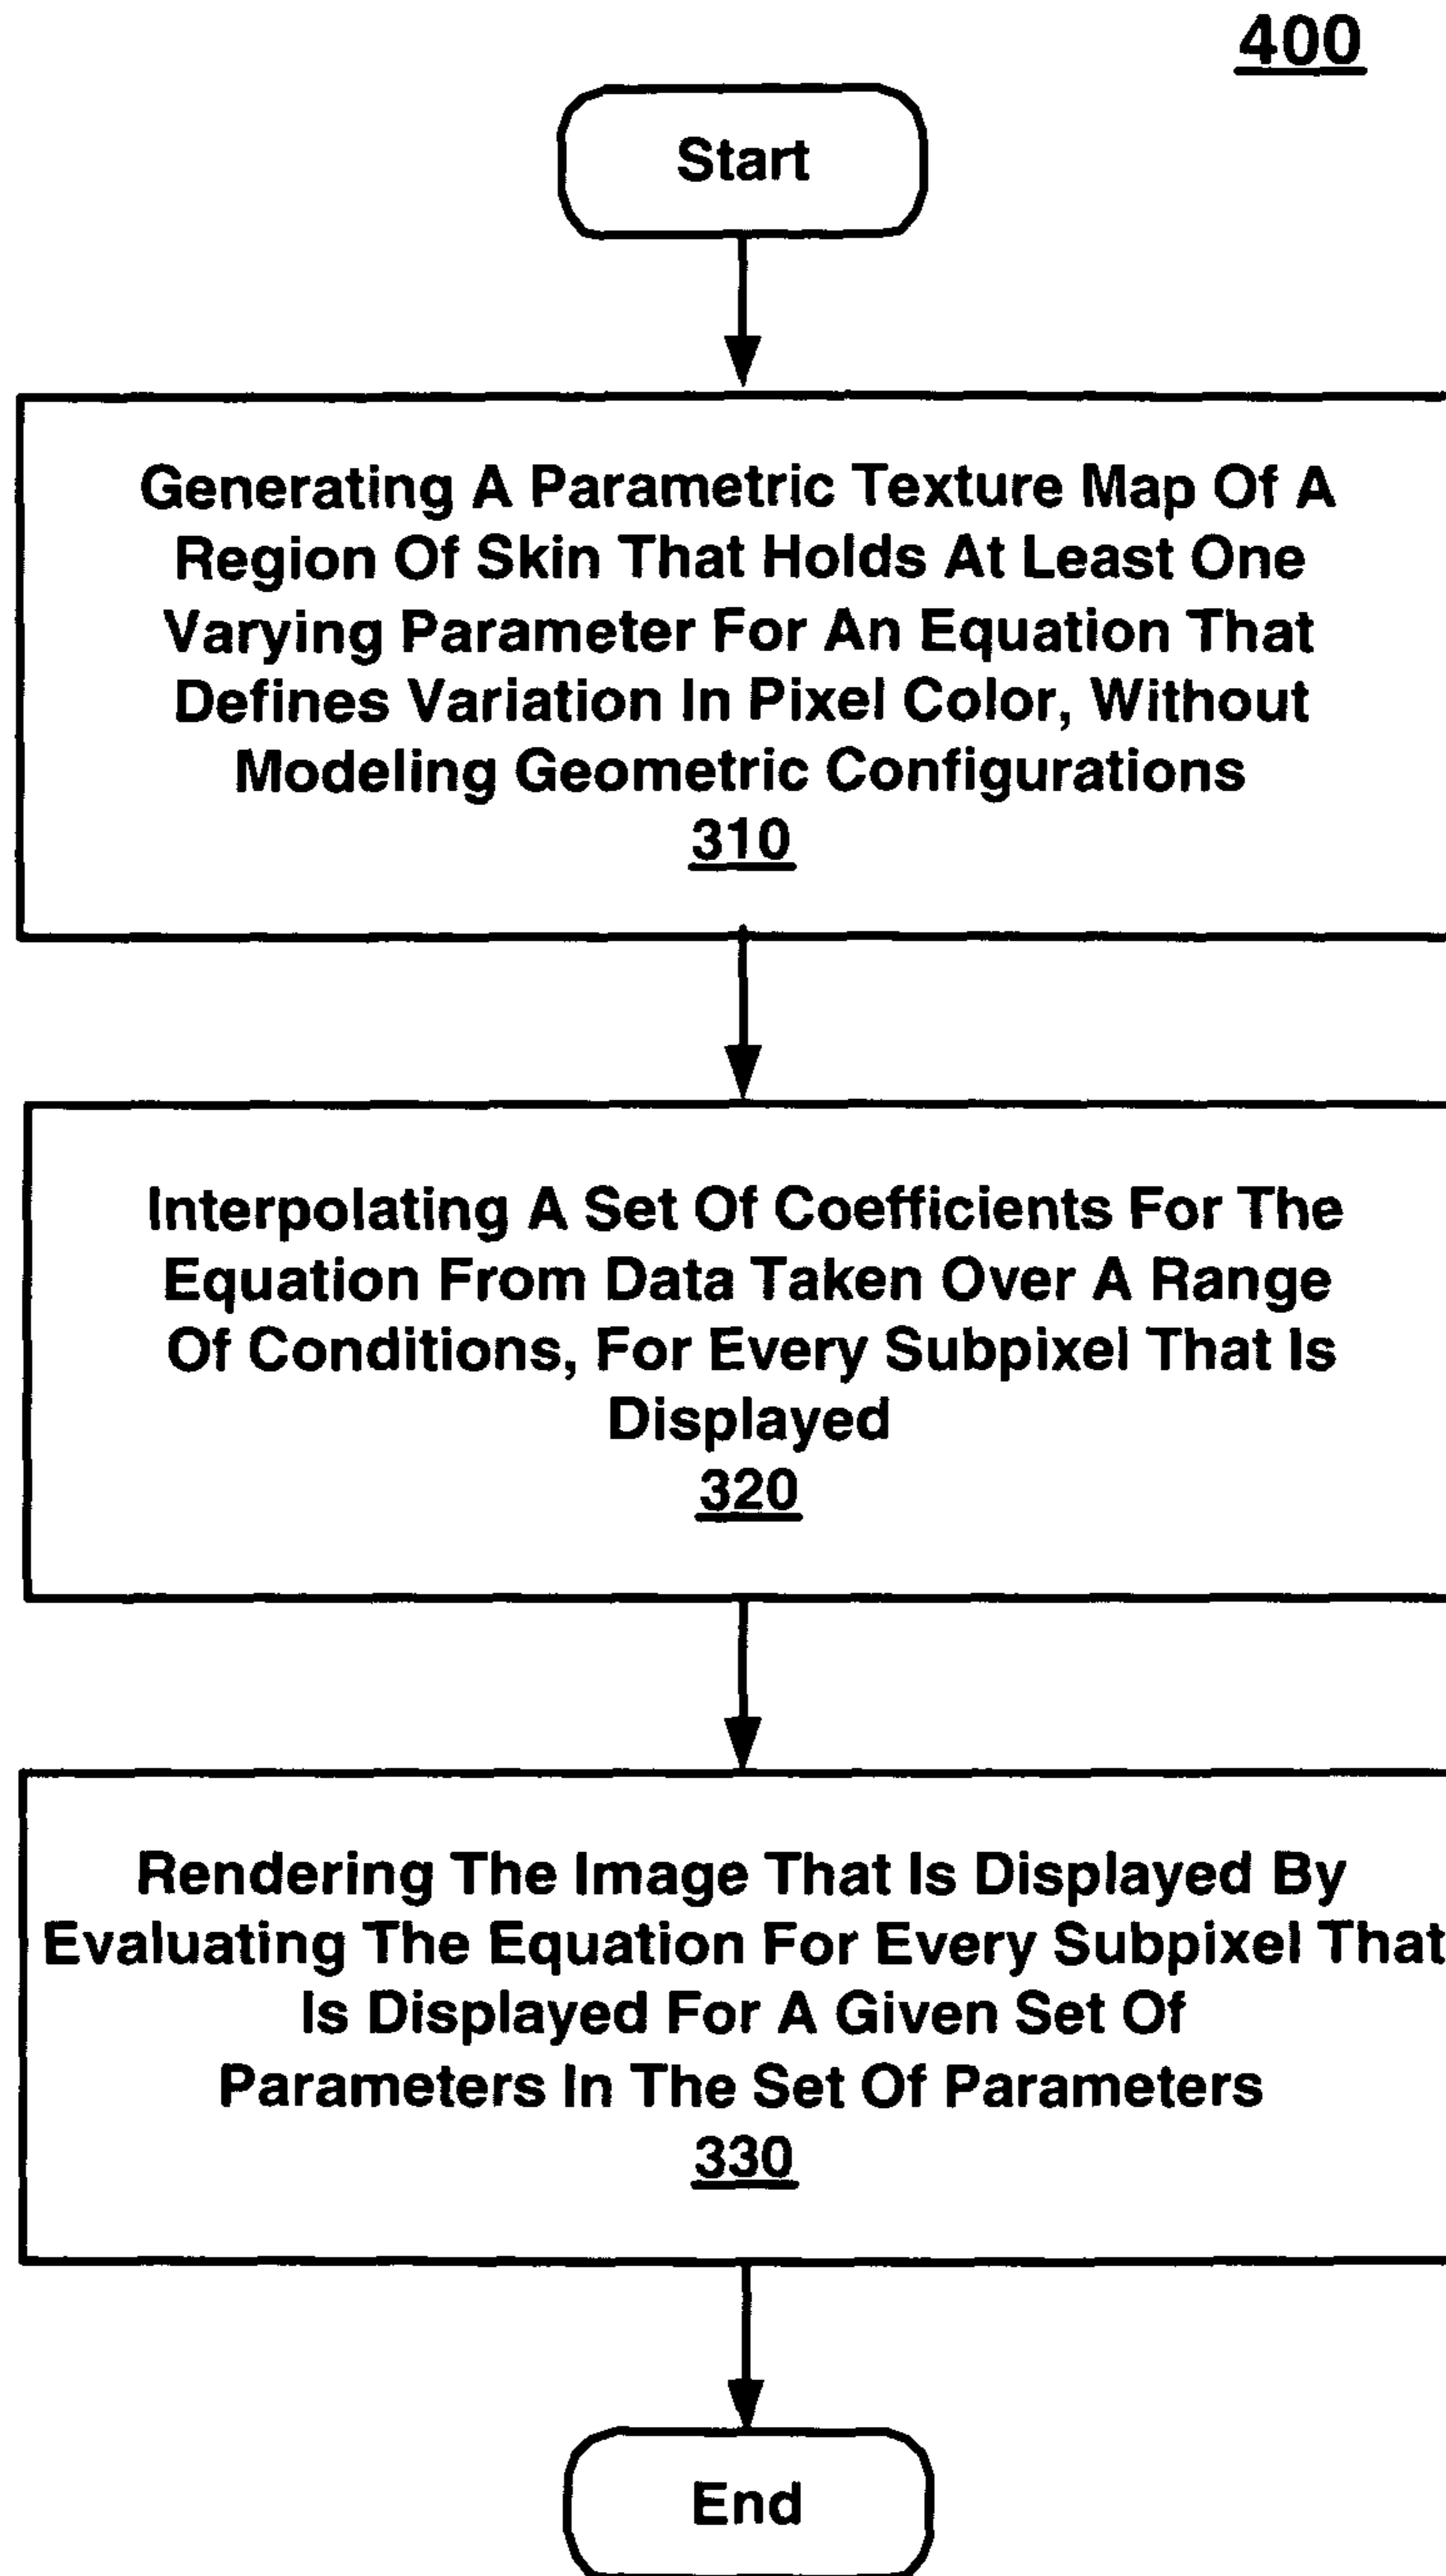 400
Start
Generating A Parametric Texture Map Of A
Region Of Skin That Holds At Least One
Varying Parameter For An Equation That
Defines Variation In Pixel Color, Without
Modeling Geometric Configurations
310
Interpolating A Set Of Coefficients For The
Equation From Data Taken Over A Range
Of Conditions, For Every Subpixel That Is
Displayed
320
Rendering The Image That Is Displayed By
Evaluating The Equation For Every Subpixel That
Is Displayed For A Given Set Of
Parameters In The Set Of Parameters
330
End